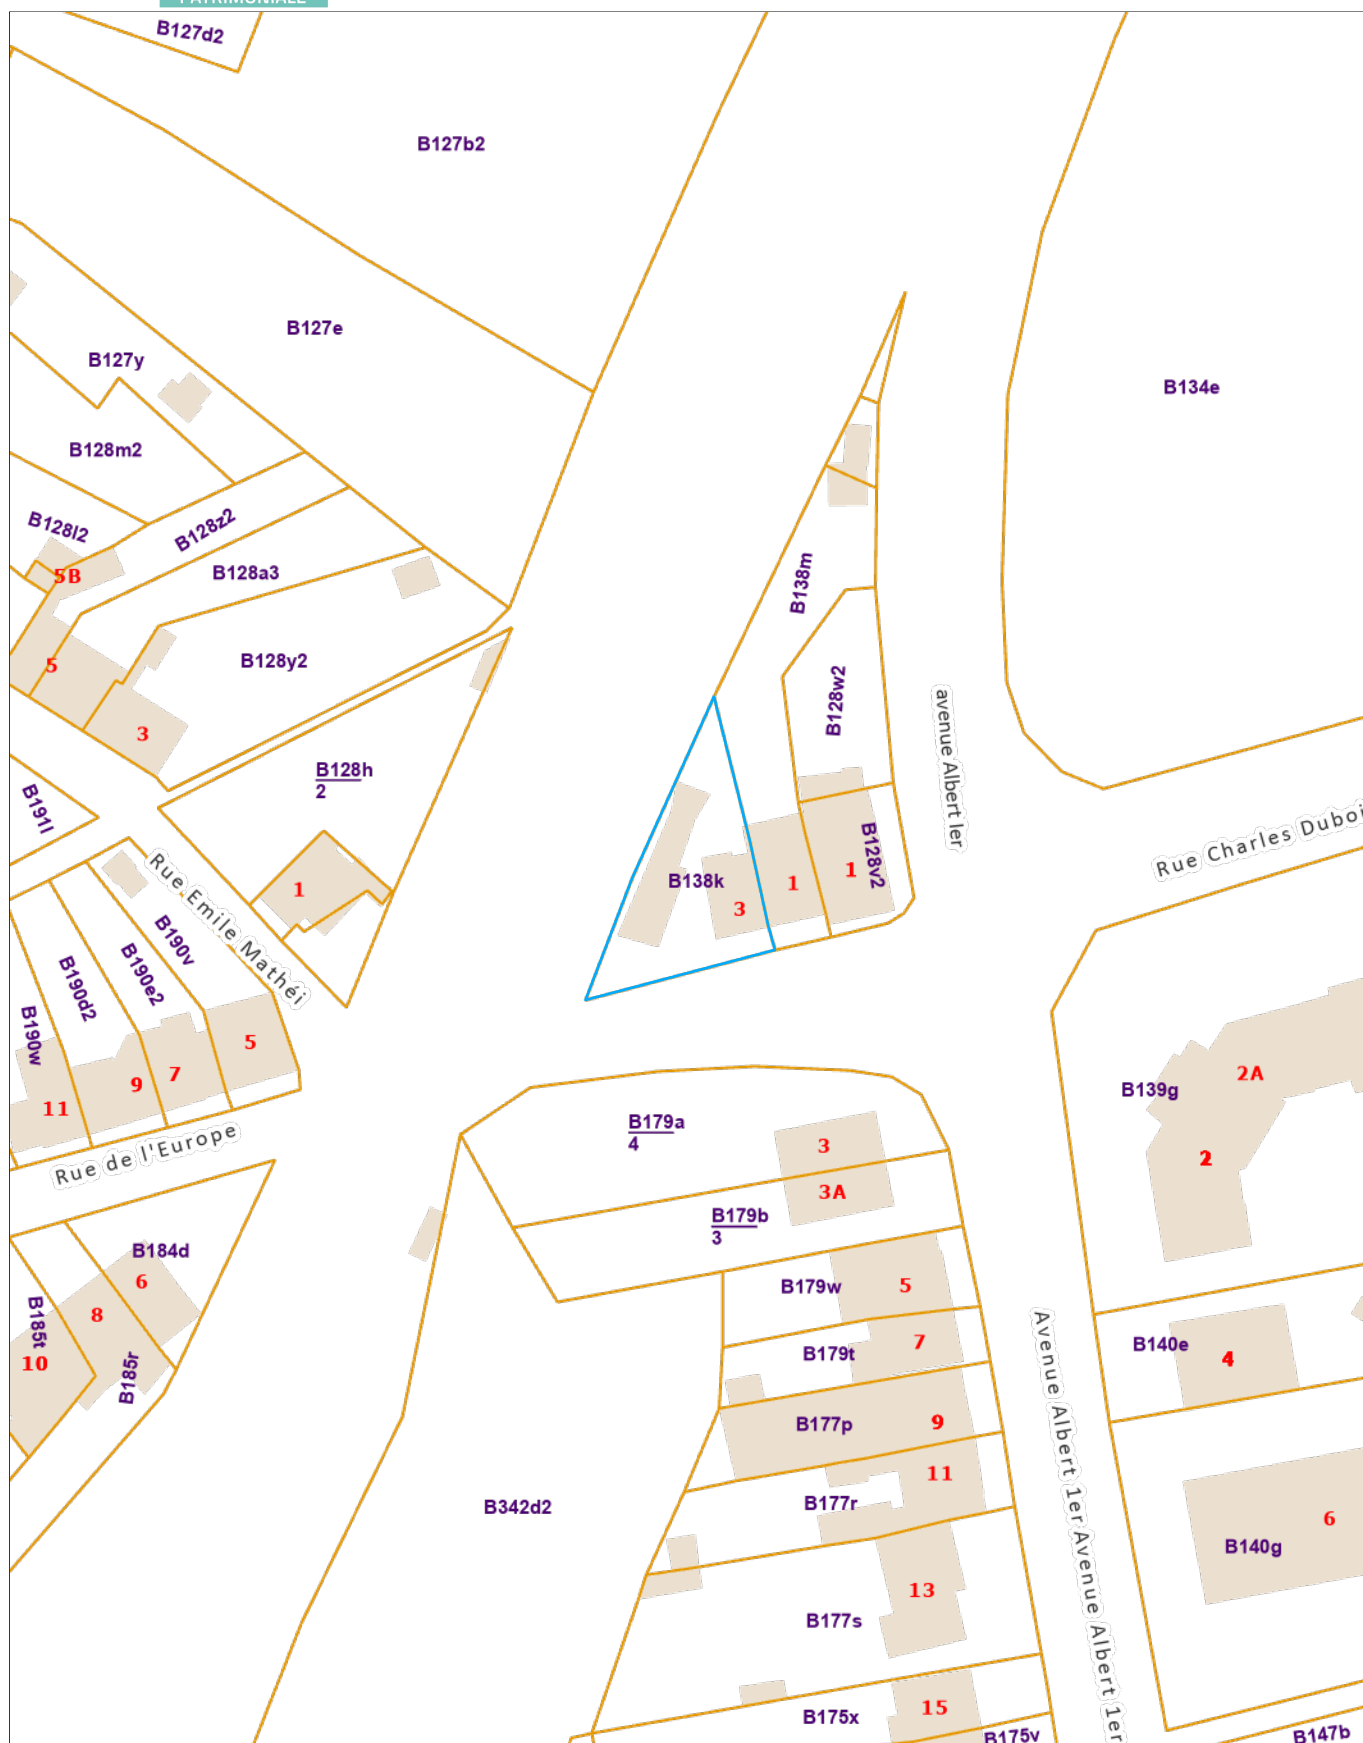 PATRIMONIALE
B127d2
B127b2
B127e
B127y
B134e
B128m2
B128l2
B128z2
5B
B128a3
B138m
5
B128y2
B128w2
avenue Albert Ier
3
B128h
2
B191l
Rue Charles Duboi
Rue Emile Mathéi
1
B138k
3
1
1
B128v2
B190v
B190e2
B190d2
B190w
5
7
9
11
Rue de l'Europe
B179a
4
3
3A
B179b
3
B139g
2A
2
B184d
6
8
B185t
10
B185r
B179w
5
B179t
7
B140e
4
B177p
9
11
B177r
B342d2
B140g
6
13
B177s
Avenue Albert 1er Avenue Albert 1er
15
B175x
B175v
B147b